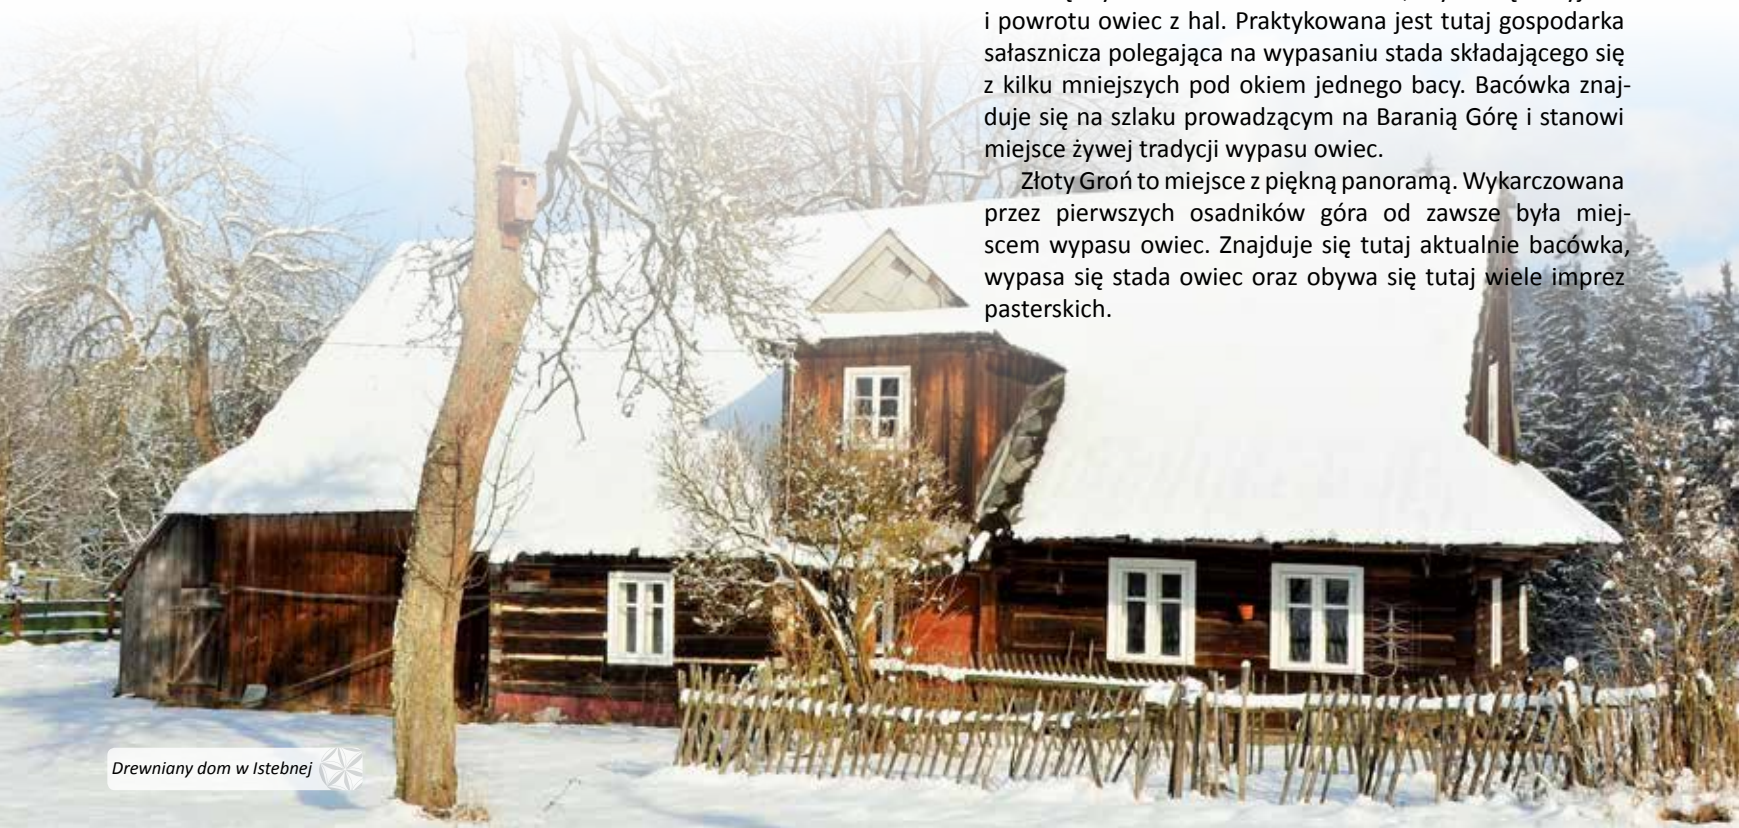 i powrotu owiec z hal. Praktykowana jest tutaj gospodarka
sałasznicza polegająca na wypasaniu stada składającego się
z kilku mniejszych pod okiem jednego bacy. Bacówka znaj-
duje się na szlaku prowadzącym na Baranią Górę i stanowi
miejsce żywej tradycji wypasu owiec.
Złoty Groń to miejsce z piękną panoramą. Wykarczowana
przez pierwszych osadników góra od zawsze była miej-
scem wypasu owiec. Znajduje się tutaj aktualnie bacówka,
wypasa się stada owiec oraz obywa się tutaj wiele imprez
pasterskich.
Drewniany dom w Istebnej